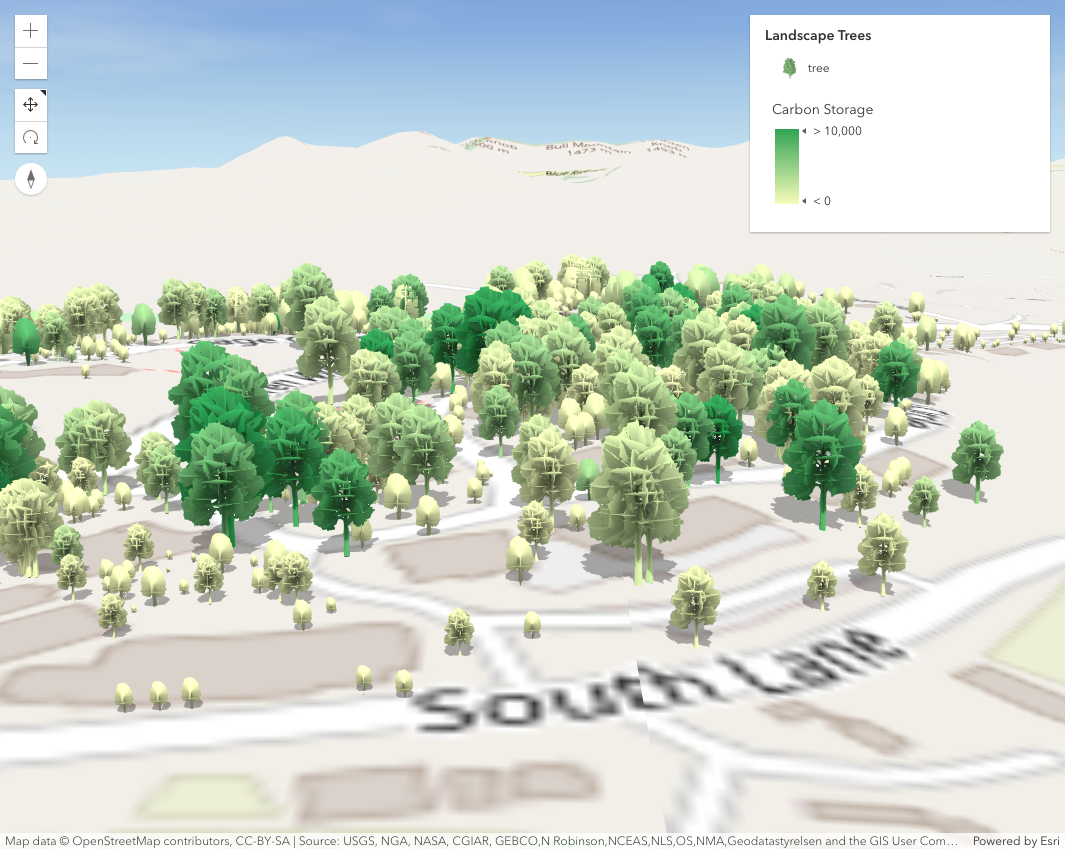 Landscape Trees
tree
Carbon Storage
> 10,000
< 0
Bull Mountain
1475 m
South Lane
Map data © OpenStreetMap contributors, CC-BY-SA | Source: USGS, NGA, NASA, CGIAR, GEBCO,N Robinson,NCEAS,NLS,OS,NMA,Geodatastyrelsen and the GIS User Com…
Powered by Esri